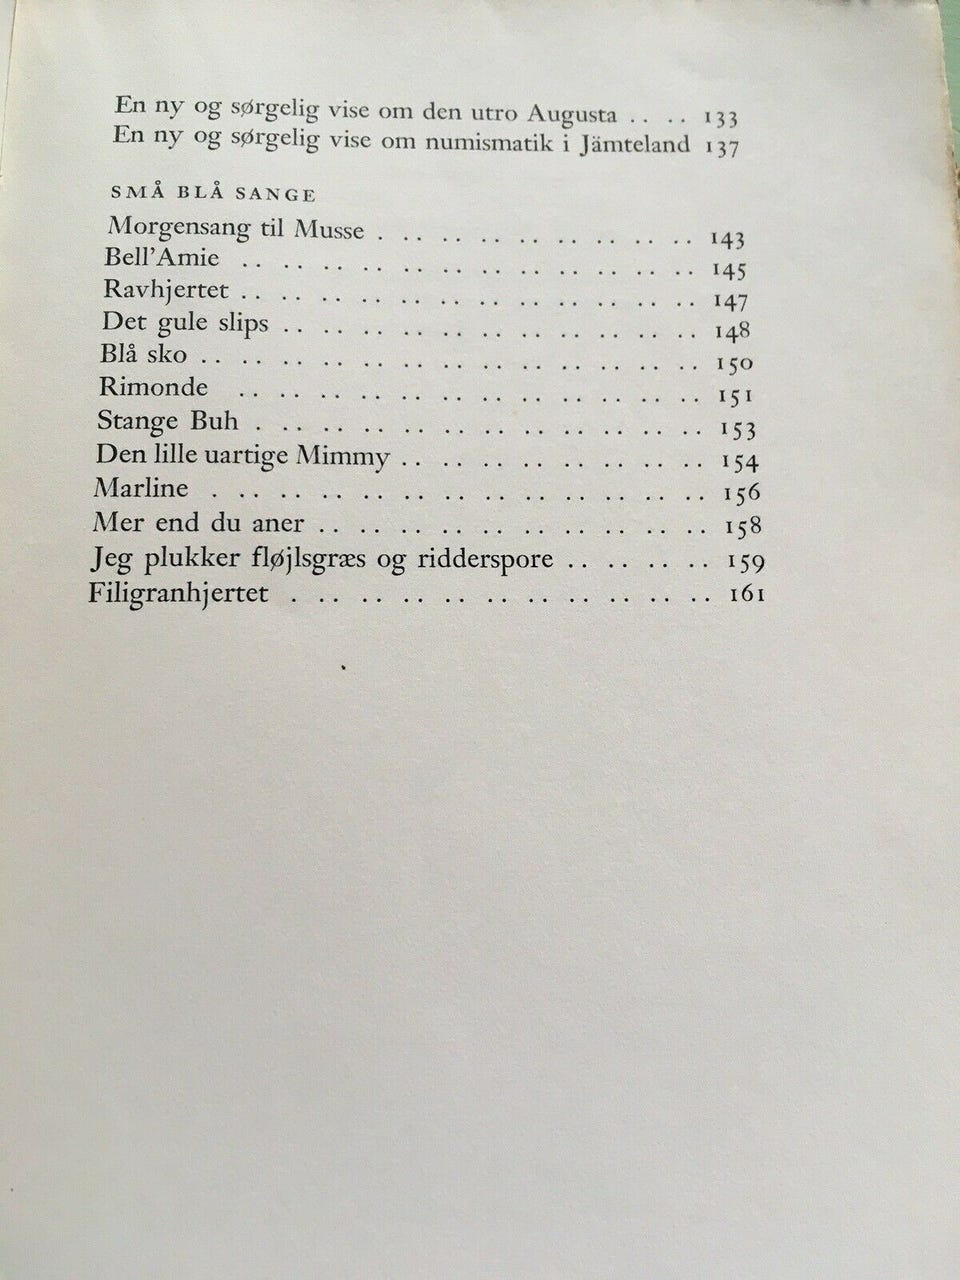 En ny og sørgelig vise om den utro Augusta .. .. 133
En ny og sørgelig vise om numismatik i Jämteland 137
SMÅ BLÅ SANGE
Morgensang til Musse . .. .. .. .. .. .. .. .. 143
Bell'Amie .. .. .. .. .. .. .. .. .. .. .. .. 145
Ravhjertet .. .. .. .. .. .. .. .. .. .. .. .. 147
Det gule slips .. .. .. .. .. .. .. .. .. .. .. 148
Blå sko .. .. .. .. .. .. .. .. .. .. .. .. .. 150
Rimonde .. .. .. .. .. .. .. .. .. .. .. .. 151
Stange Buh . .. .. .. .. .. .. .. .. .. .. .. 153
Den lille uartige Mimmy .. .. .. .. .. .. .. .. 154
Marline . .. .. .. .. .. .. .. .. .. .. .. .. 156
Mer end du aner .. .. .. .. .. .. .. .. .. .. 158
Jeg plukker fløjlsgræs og ridderspore .. .. .. .. 159
Filigranhjertet . .. .. .. .. .. .. .. .. .. .. 161